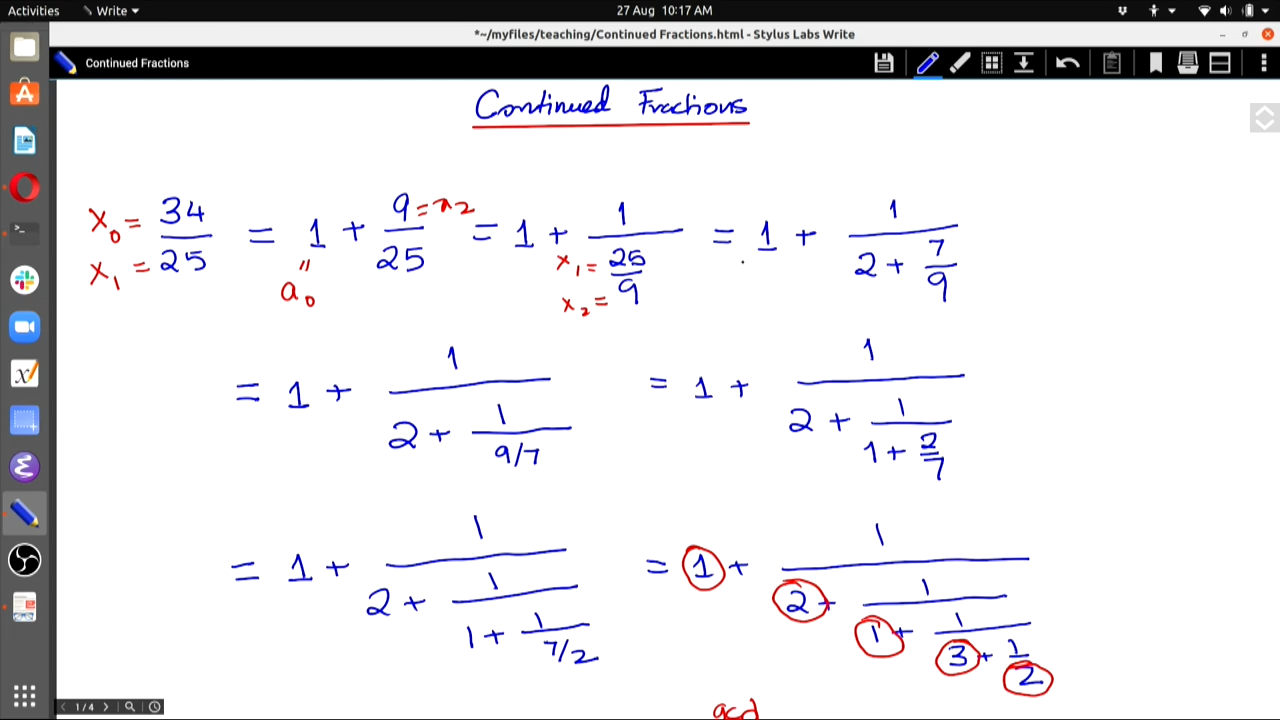 Activities Write 27 Aug 10:17 AM
*~/myfiles/teaching/Continued Fractions.html - Stylus Labs Write
Continued Fractions
Continued Fractions
x₀ = 34 / x₁ = 25 = 1 + 9 = x₂ / 25 = 1 + 1/(x₁ = 25 / x₂ = 9) = 1 + 1/(2 + 7/9)
" a₀
= 1 + 1/(2 + 1/(9/7)) = 1 + 1/(2 + 1/(1 + 2/7))
= 1 + 1/(2 + 1/(1 + 1/(7/2))) = 1 + 1/(2 + 1/(1 + 1/(3 + 1/2)))
gcd
1/4